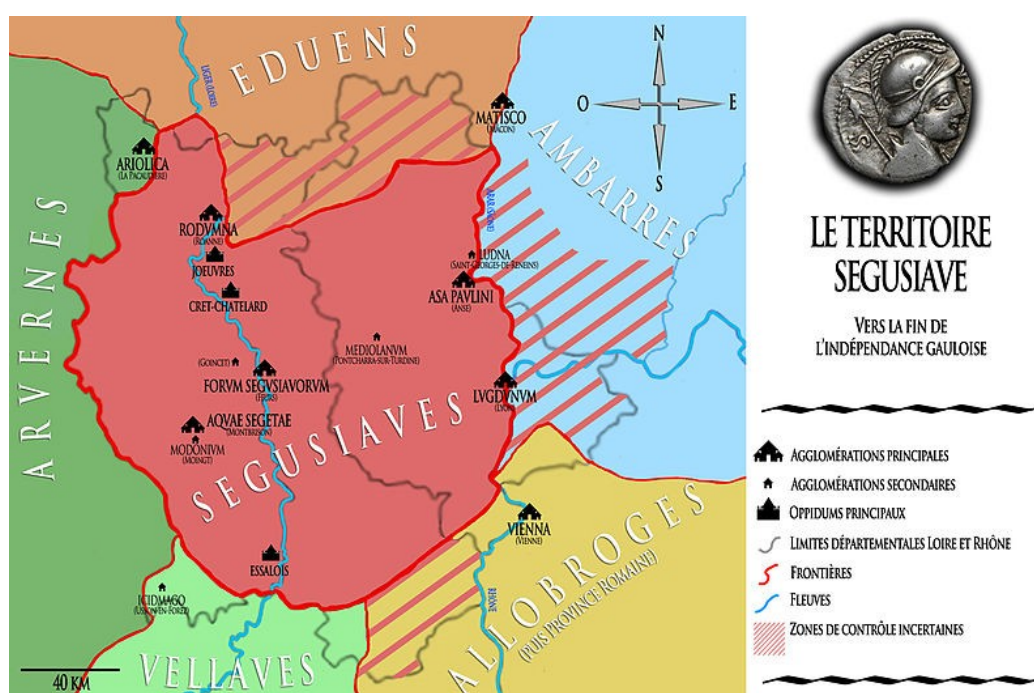 EDUENS
LIGER (LOIRE)
N
O
E
S
MATISCO
(MACON)
AMBARRES
ARIOLICA
(LA PACAUDIERE)
ARVERNES
RODVMNA
(ROANNE)
JOEUVRES
CRET-CHATELARD
ARAR (SAONE)
LUDNA
(SAINT-GEORGES-DE-RENEINS)
ASA PAVLINI
(ANSE)
MEDIOLANVM
(PONTCHARRA-SUR-TURDINE)
(GOINCET)
FORVM SEGVSIAVORVM
(FEURS)
LVGDVNVM
(LYON)
AQVAE SEGETAE
(MONTBRISON)
MODONIVM
(MOINGT)
SEGUSIAVES
VIENNA
(VIENNE)
ESSALOIS
ICIDMAGO
(USSON-EN-FOREZ)
RHONE
ALLOBROGES
(PUIS PROVINCE ROMAINE)
VELLAVES
40 KM
LE TERRITOIRE
SEGUSIAVE
VERS LA FIN DE
L'INDÉPENDANCE GAULOISE
AGGLOMÉRATIONS PRINCIPALES
AGGLOMÉRATIONS SECONDAIRES
OPPIDUMS PRINCIPAUX
LIMITES DÉPARTEMENTALES LOIRE ET RHÔNE
FRONTIÈRES
FLEUVES
ZONES DE CONTRÔLE INCERTAINES